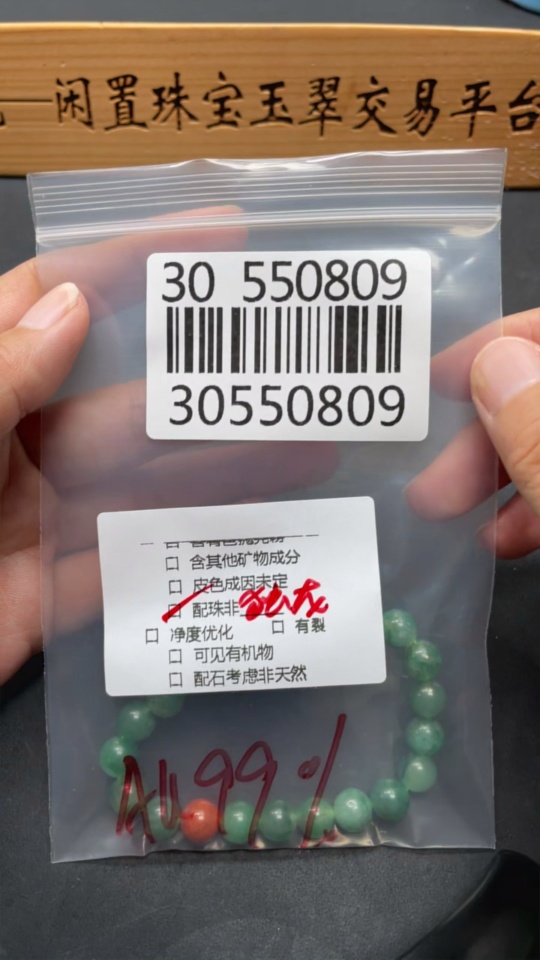 闲置珠宝玉翠交易平台
30 550809
30550809
含其他矿物成分
皮色成因未定
配珠非
净度优化 有裂
可见有机物
配石考虑非天然
Au99%